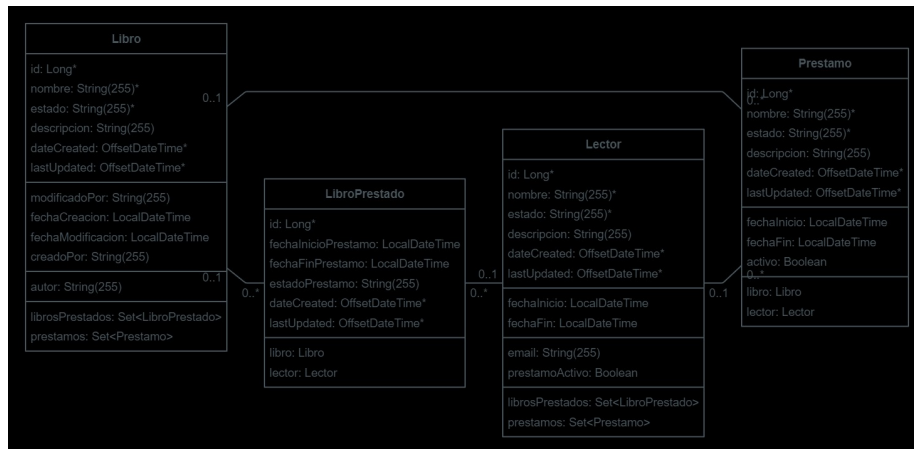 Libro
id: Long*
nombre: String(255)*
estado: String(255)*
descripcion: String(255)
dateCreated: OffsetDateTime*
lastUpdated: OffsetDateTime*
modificadoPor: String(255)
fechaCreacion: LocalDateTime
fechaModificacion: LocalDateTime
creadoPor: String(255)
autor: String(255)
librosPrestados: Set<LibroPrestado>
prestamos: Set<Prestamo>
0..1
0..1
0..*
LibroPrestado
id: Long*
fechaInicioPrestamo: LocalDateTime
fechaFinPrestamo: LocalDateTime
estadoPrestamo: String(255)
dateCreated: OffsetDateTime*
lastUpdated: OffsetDateTime*
libro: Libro
lector: Lector
0..1
0..*
Lector
id: Long*
nombre: String(255)*
estado: String(255)*
descripcion: String(255)
dateCreated: OffsetDateTime*
lastUpdated: OffsetDateTime*
fechaInicio: LocalDateTime
fechaFin: LocalDateTime
email: String(255)
prestamoActivo: Boolean
librosPrestados: Set<LibroPrestado>
prestamos: Set<Prestamo>
0..1
Prestamo
id: Long*
0..*
nombre: String(255)*
estado: String(255)*
descripcion: String(255)
dateCreated: OffsetDateTime*
lastUpdated: OffsetDateTime*
fechaInicio: LocalDateTime
fechaFin: LocalDateTime
activo: Boolean
0..*
libro: Libro
lector: Lector